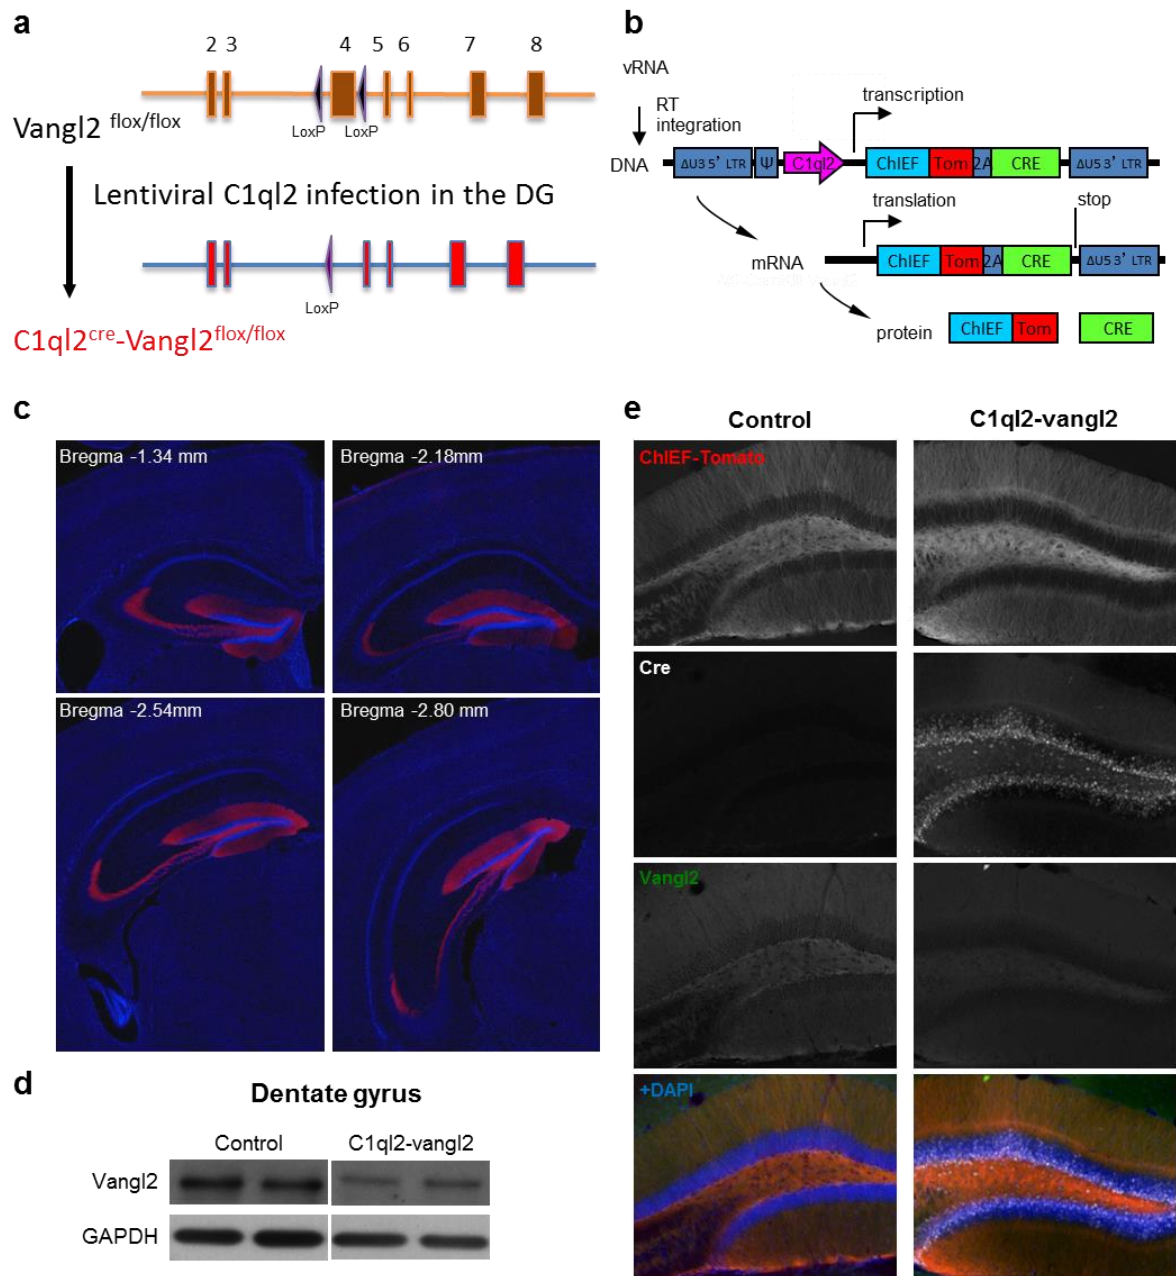 a
2 3 4 5 6 7 8
LoxP LoxP
Vangl2 flox/flox
Lentiviral C1ql2 infection in the DG
LoxP
C1ql2cre-Vangl2flox/flox
b
vRNA
RT
integration
transcription
DNA
ΔU3 5’ LTR Ψ C1ql2 ChIEF Tom 2A CRE ΔU5 3’ LTR
translation stop
mRNA
ChIEF Tom 2A CRE ΔU5 3’ LTR
protein
ChIEF Tom CRE
c
Bregma -1.34 mm
Bregma -2.18mm
Bregma -2.54mm
Bregma -2.80 mm
d
Dentate gyrus
Control C1ql2-vangl2
Vangl2
GAPDH
e
Control C1ql2-vangl2
ChIEF-Tomato
Cre
Vangl2
+DAPI